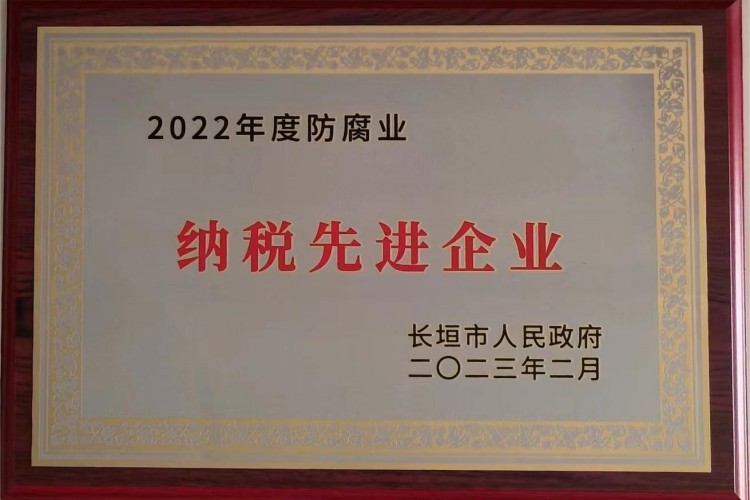 2022年度防腐业
纳税先进企业
长垣市人民政府
二〇二三年二月